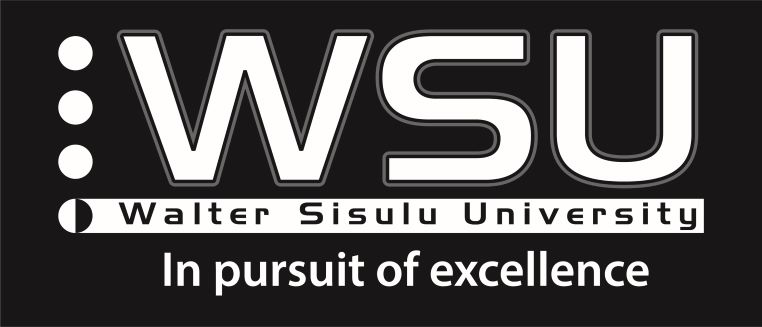 WSU
Walter Sisulu University
In pursuit of excellence